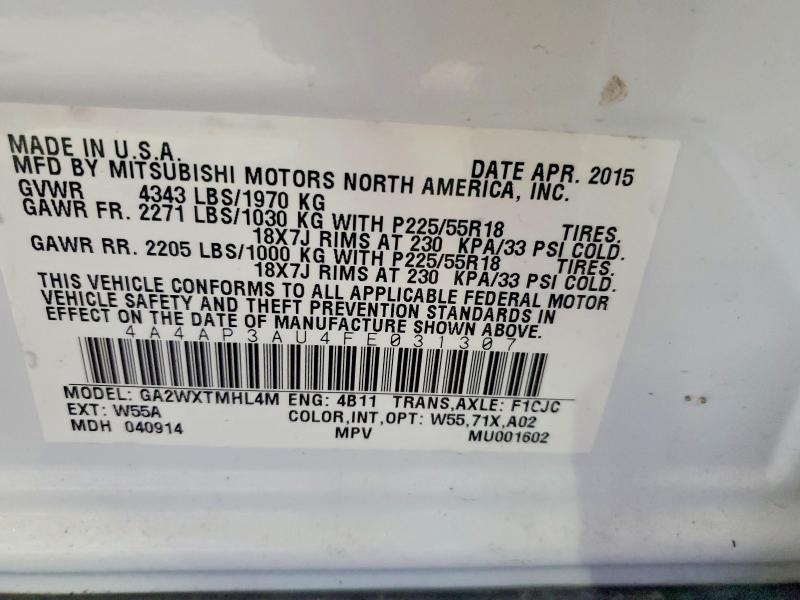 MADE IN U.S.A.
MFD BY MITSUBISHI MOTORS NORTH AMERICA, INC. DATE APR. 2015
GVWR 4343 LBS/1970 KG
GAWR FR. 2271 LBS/1030 KG WITH P225/55R18 TIRES.
18X7J RIMS AT 230 KPA/33 PSI COLD.
GAWR RR. 2205 LBS/1000 KG WITH P225/55R18 TIRES.
18X7J RIMS AT 230 KPA/33 PSI COLD.
THIS VEHICLE CONFORMS TO ALL APPLICABLE FEDERAL MOTOR
VEHICLE SAFETY AND THEFT PREVENTION STANDARDS IN
EFFECT ON THE DATE OF MANUFACTURE SHOWN ABOVE.
4A4AP3AU4FE031307
MODEL: GA2WXTMHL4M ENG: 4B11 TRANS,AXLE: F1CJC
EXT: W55A COLOR,INT,OPT: W55,71X,A02
MDH 040914 MPV MU001602